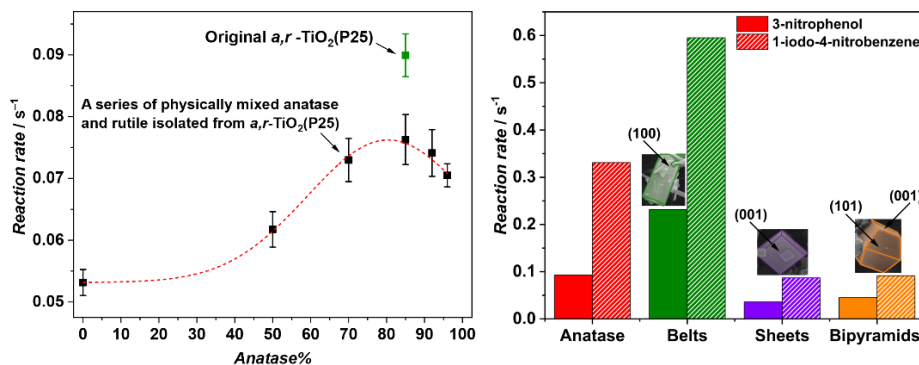 Original a,r -TiO₂(P25)
A series of physically mixed anatase
and rutile isolated from a,r-TiO₂(P25)
Reaction rate / s⁻¹
0.09
0.08
0.07
0.06
0.05
0 10 20 30 40 50 60 70 80 90 100
Anatase%
3-nitrophenol
1-iodo-4-nitrobenzene
(100)
(001)
(101)
(001)
Reaction rate / s⁻¹
0.6
0.5
0.4
0.3
0.2
0.1
0.0
Anatase Belts Sheets Bipyramids